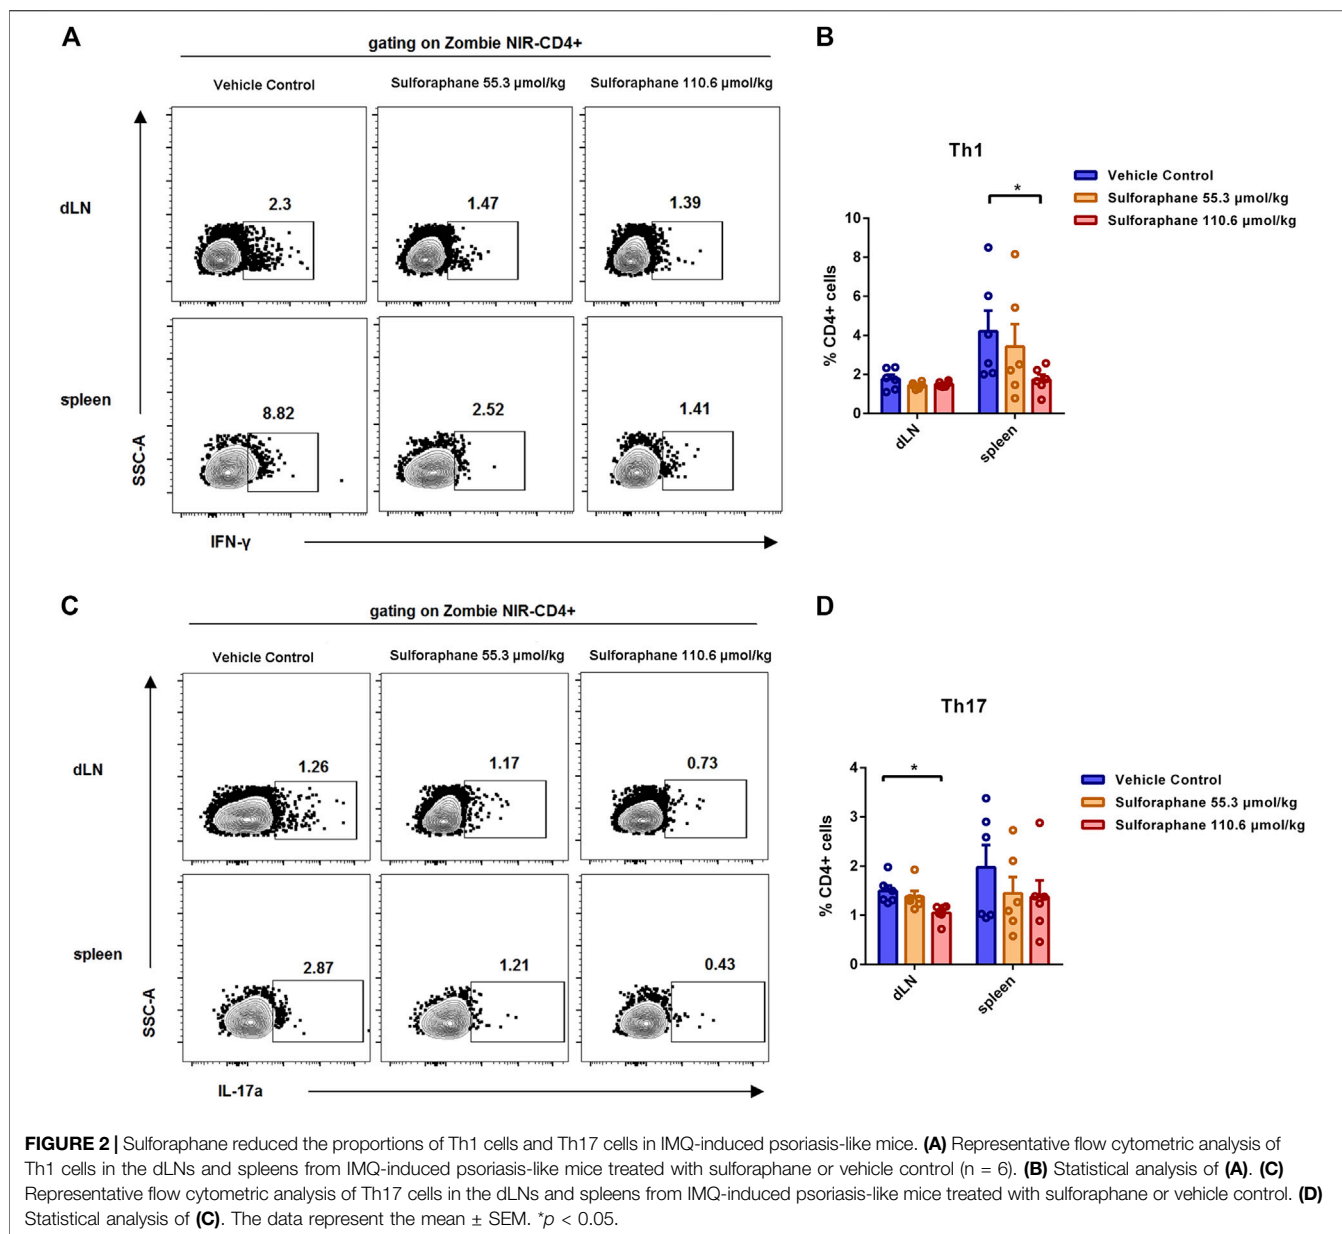 A
gating on Zombie NIR-CD4+
Vehicle Control
Sulforaphane 55.3 μmol/kg
Sulforaphane 110.6 μmol/kg
dLN
2.3
1.47
1.39
spleen
8.82
2.52
1.41
SSC-A
IFN-γ
B
Th1
Vehicle Control
Sulforaphane 55.3 μmol/kg
Sulforaphane 110.6 μmol/kg
*
% CD4+ cells
10
8
6
4
2
0
dLN
spleen
C
gating on Zombie NIR-CD4+
Vehicle Control
Sulforaphane 55.3 μmol/kg
Sulforaphane 110.6 μmol/kg
dLN
1.26
1.17
0.73
spleen
2.87
1.21
0.43
SSC-A
IL-17a
D
Th17
Vehicle Control
Sulforaphane 55.3 μmol/kg
Sulforaphane 110.6 μmol/kg
*
% CD4+ cells
4
3
2
1
0
dLN
spleen
FIGURE 2 | Sulforaphane reduced the proportions of Th1 cells and Th17 cells in IMQ-induced psoriasis-like mice. (A) Representative flow cytometric analysis of
Th1 cells in the dLNs and spleens from IMQ-induced psoriasis-like mice treated with sulforaphane or vehicle control (n = 6). (B) Statistical analysis of (A). (C)
Representative flow cytometric analysis of Th17 cells in the dLNs and spleens from IMQ-induced psoriasis-like mice treated with sulforaphane or vehicle control. (D)
Statistical analysis of (C). The data represent the mean ± SEM. *p < 0.05.